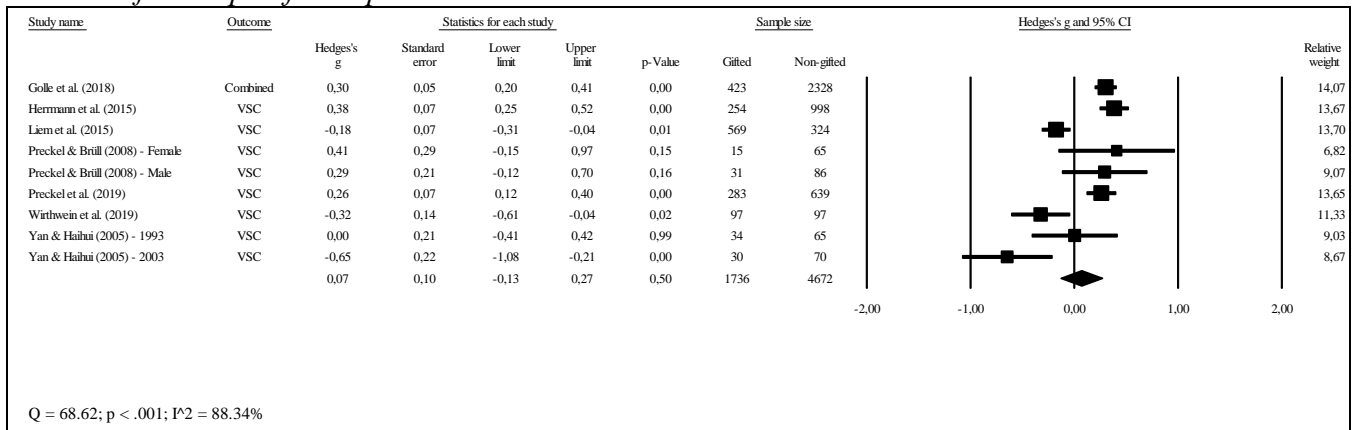 Study name Outcome Statistics for each study Sample size Hedges's g and 95% CI
Hedges's Standard Lower Upper Relative
g error limit limit p-Value Gifted Non-gifted weight
Golle et al. (2018) Combined 0,30 0,05 0,20 0,41 0,00 423 2328 14,07
Herrmann et al. (2015) VSC 0,38 0,07 0,25 0,52 0,00 254 998 13,67
Liem et al. (2015) VSC -0,18 0,07 -0,31 -0,04 0,01 569 324 13,70
Preckel & Brüll (2008) - Female VSC 0,41 0,29 -0,15 0,97 0,15 15 65 6,82
Preckel & Brüll (2008) - Male VSC 0,29 0,21 -0,12 0,70 0,16 31 86 9,07
Preckel et al. (2019) VSC 0,26 0,07 0,12 0,40 0,00 283 639 13,65
Wirthwein et al. (2019) VSC -0,32 0,14 -0,61 -0,04 0,02 97 97 11,33
Yan & Haihui (2005) - 1993 VSC 0,00 0,21 -0,41 0,42 0,99 34 65 9,03
Yan & Haihui (2005) - 2003 VSC -0,65 0,22 -1,08 -0,21 0,00 30 70 8,67
0,07 0,10 -0,13 0,27 0,50 1736 4672
-2,00 -1,00 0,00 1,00 2,00
Q = 68.62; p < .001; I^2 = 88.34%